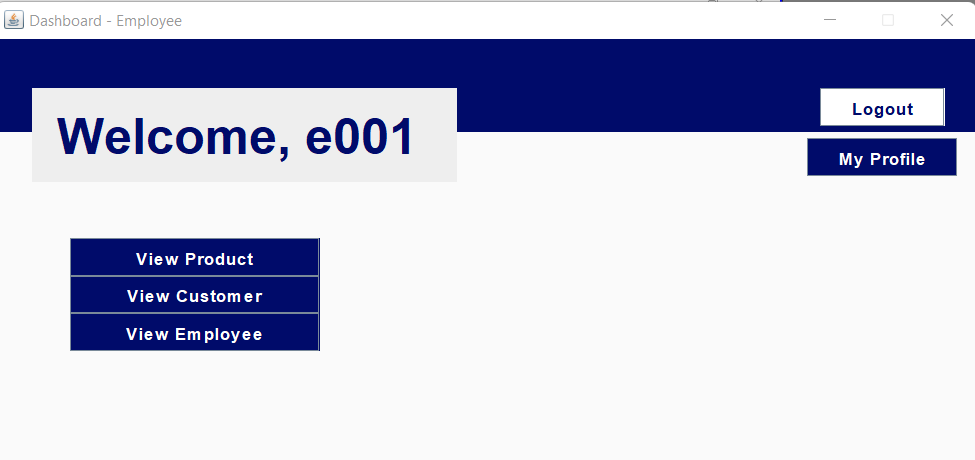 Dashboard - Employee
Welcome, e001
Logout
My Profile
View Product
View Customer
View Employee